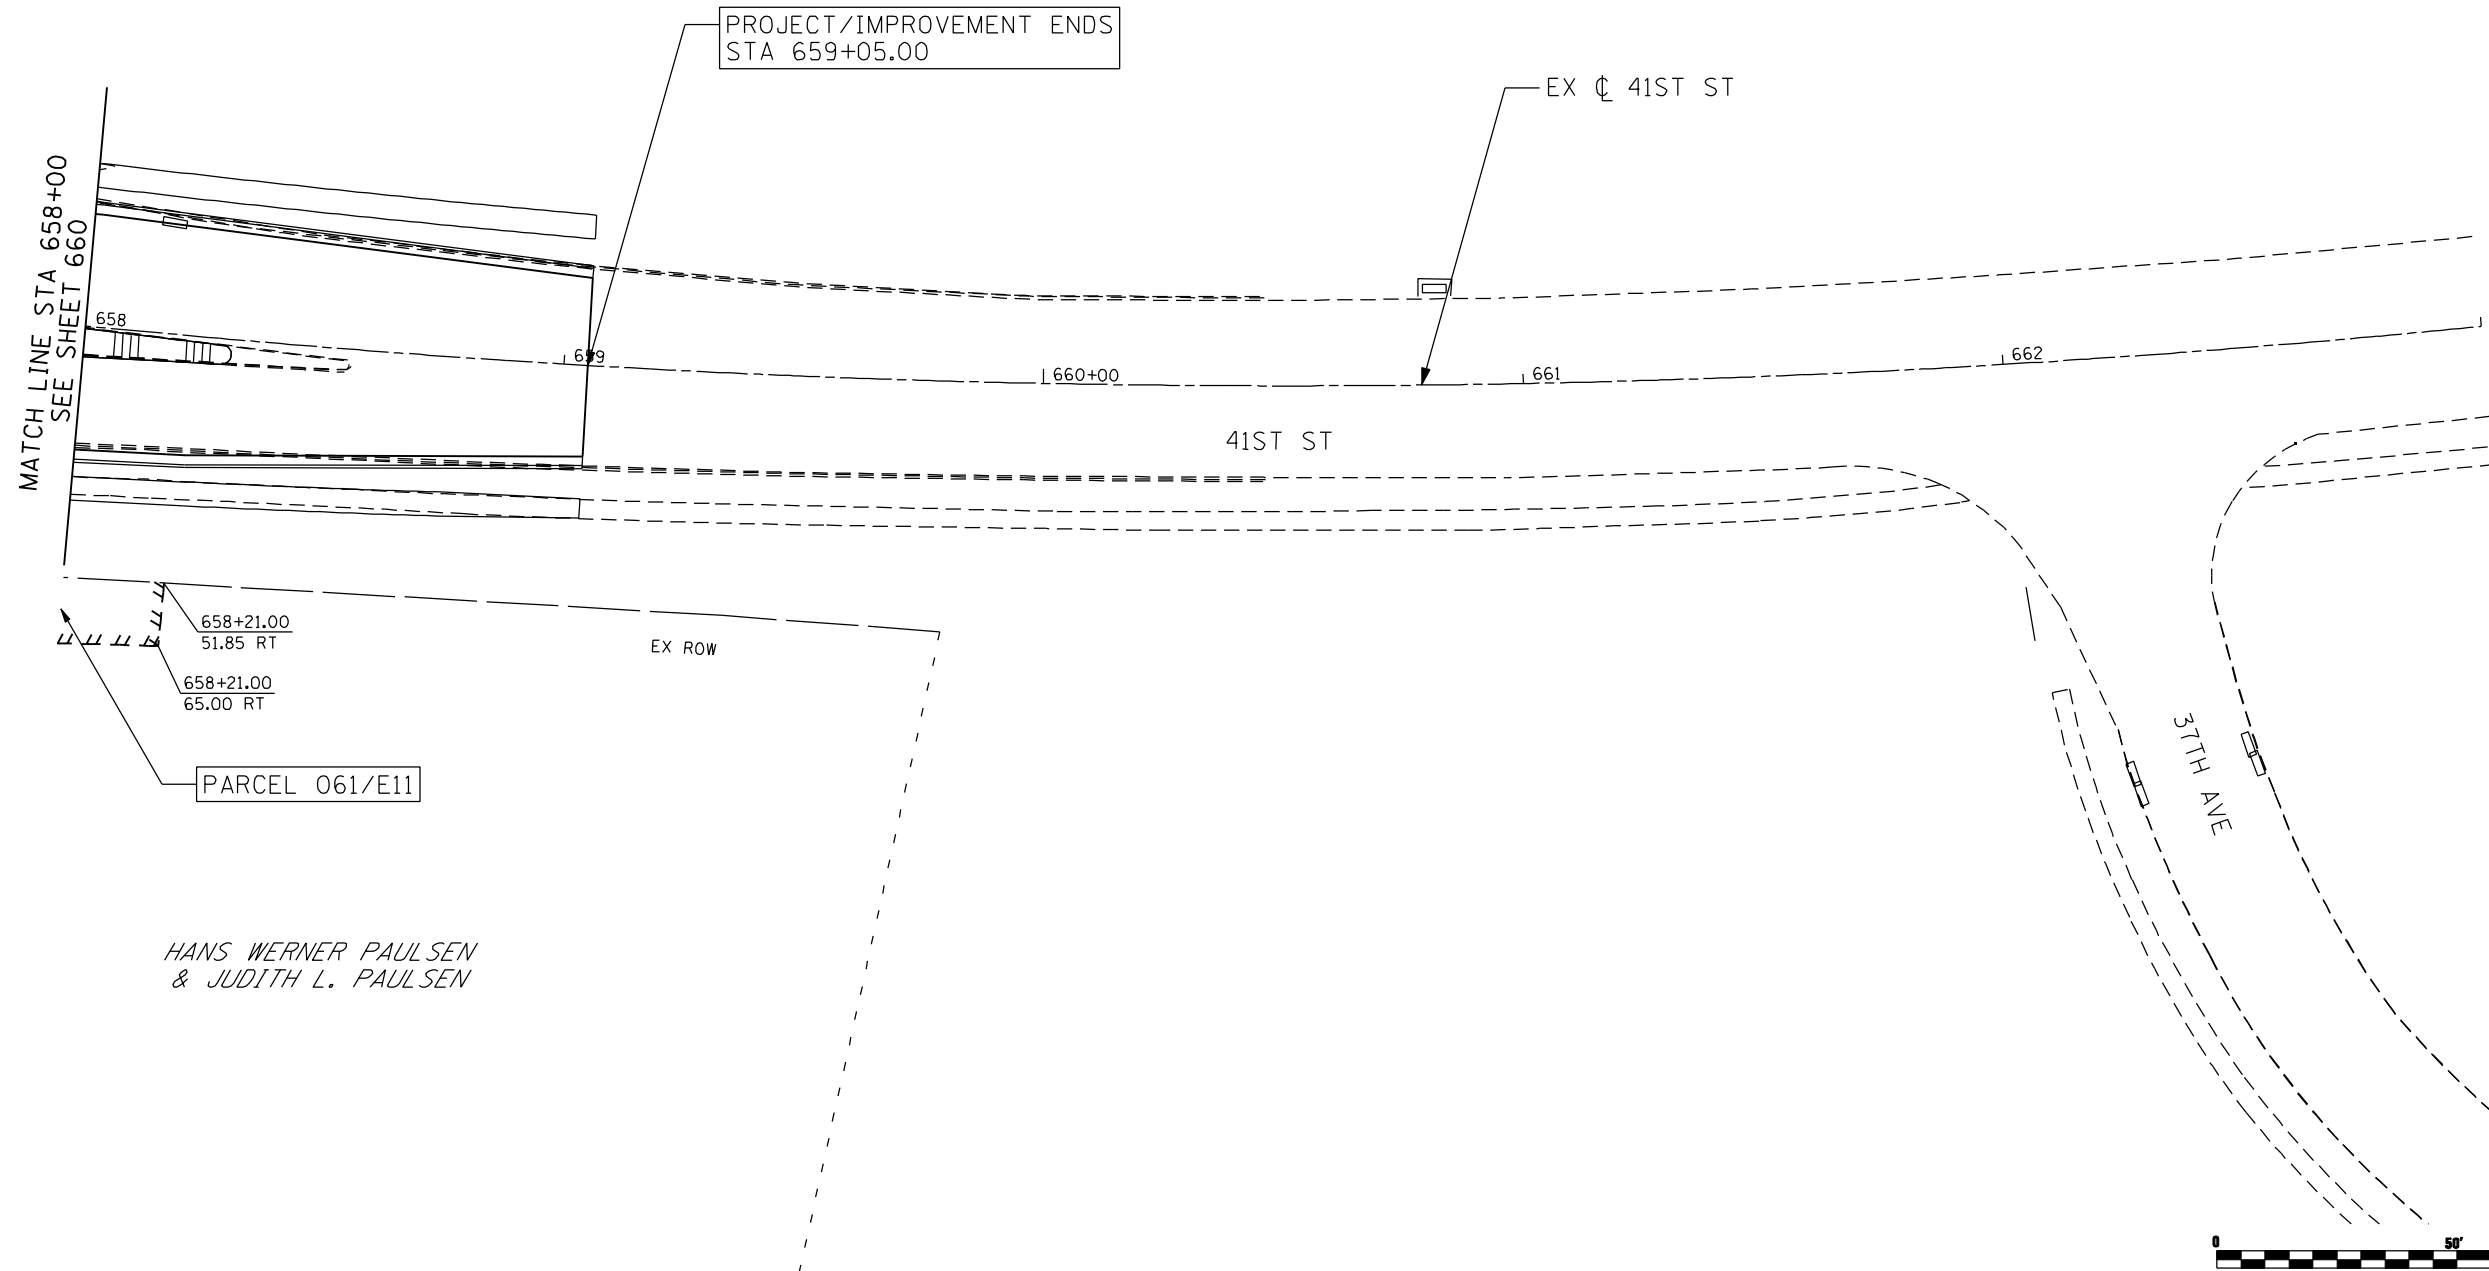 PROJECT/IMPROVEMENT ENDS
STA 659+05.00
EX ℄ 41ST ST
MATCH LINE STA 658+00
SEE SHEET 660
658
659
660+00
661
662
41ST ST
658+21.00
51.85 RT
EX ROW
658+21.00
65.00 RT
PARCEL 061/E11
37TH AVE
HANS WERNER PAULSEN
& JUDITH L. PAULSEN
0
50'